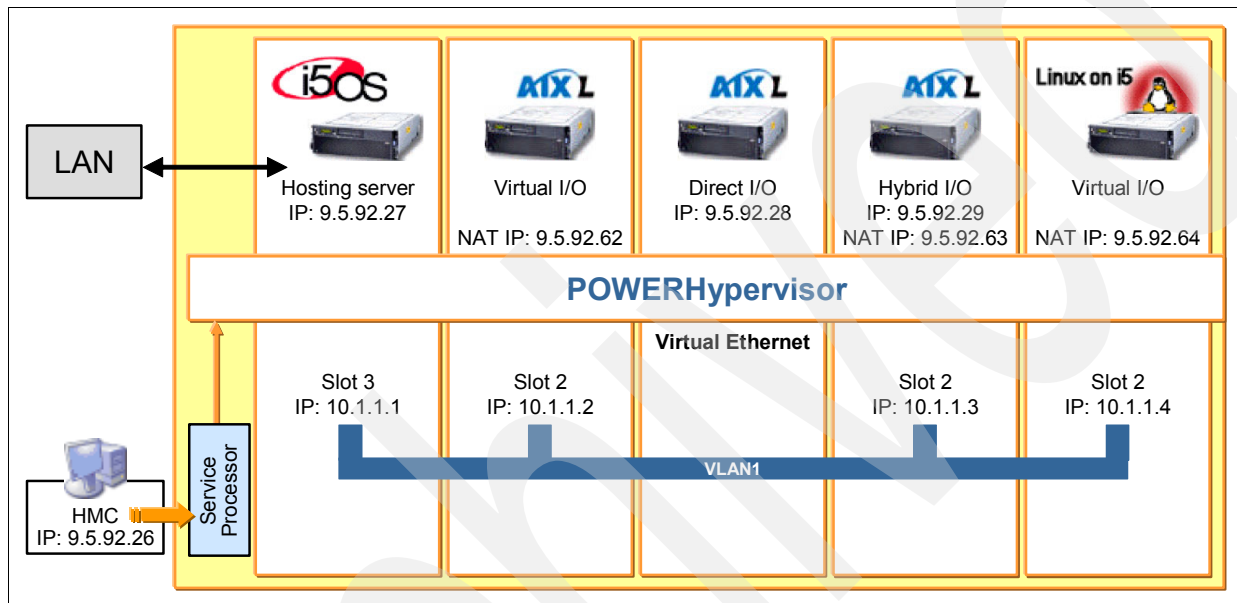 i5OS
AIX L
AIX L
AIX L
Linux on i5
LAN
Hosting server
IP: 9.5.92.27
Virtual I/O
NAT IP: 9.5.92.62
Direct I/O
IP: 9.5.92.28
Hybrid I/O
IP: 9.5.92.29
NAT IP: 9.5.92.63
Virtual I/O
NAT IP: 9.5.92.64
POWERHypervisor
Virtual Ethernet
Slot 3
IP: 10.1.1.1
Slot 2
IP: 10.1.1.2
Slot 2
IP: 10.1.1.3
Slot 2
IP: 10.1.1.4
VLAN1
Service
Processor
HMC
IP: 9.5.92.26